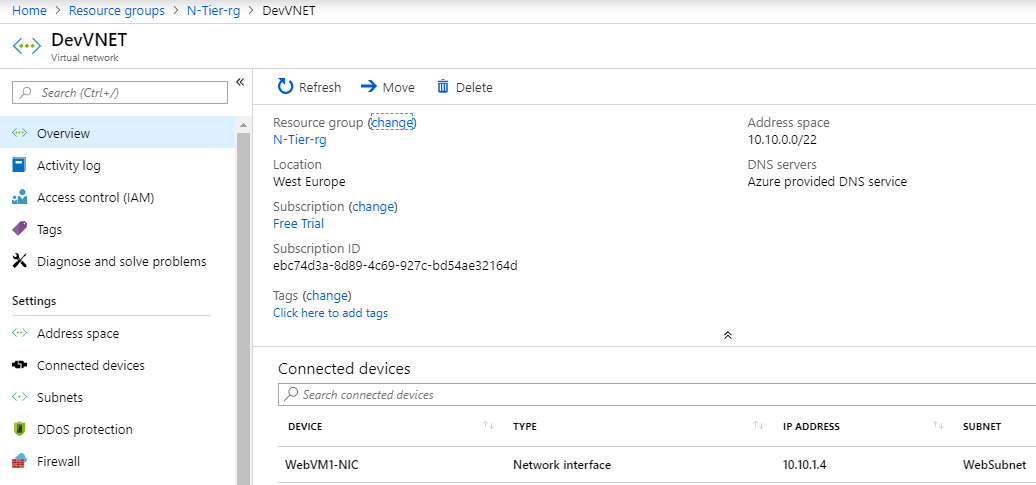 Home > Resource groups > N-Tier-rg > DevVNET
DevVNET
Virtual network
«
Search (Ctrl+/)
Overview
Activity log
Access control (IAM)
Tags
Diagnose and solve problems
Settings
Address space
Connected devices
Subnets
DDoS protection
Firewall
Refresh Move Delete
Resource group (change)
N-Tier-rg
Location
West Europe
Subscription (change)
Free Trial
Subscription ID
ebc74d3a-8d89-4c69-927c-bd54ae32164d
Tags (change)
Click here to add tags
Address space
10.10.0.0/22
DNS servers
Azure provided DNS service
Connected devices
Search connected devices
DEVICE TYPE IP ADDRESS SUBNET
WebVM1-NIC Network interface 10.10.1.4 WebSubnet